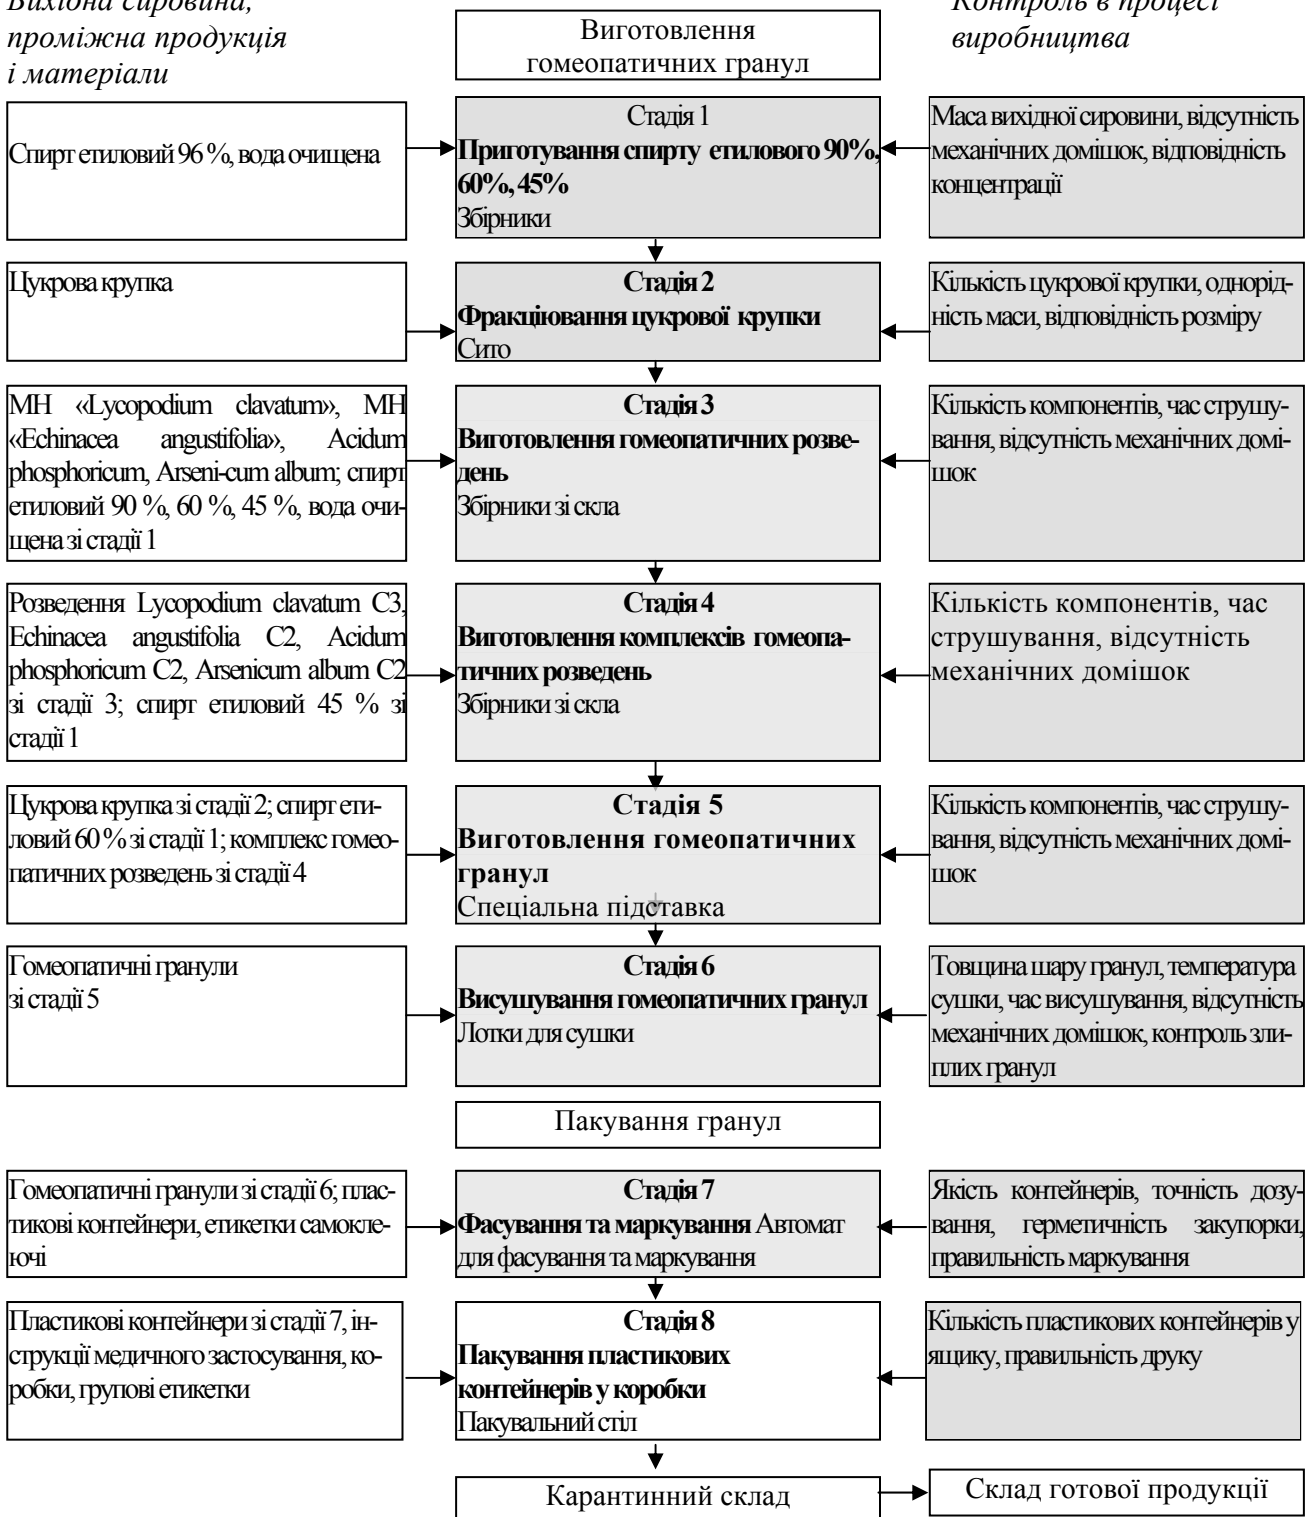 Вихідна сировина,
проміжна продукція
і матеріали
Виготовлення
гомеопатичних гранул
Контроль в процесі
виробництва
Спирт етиловий 96 %, вода очищена
Стадія 1
Приготування спирту етилового 90%,
60%, 45%
Збірники
Маса вихідної сировини, відсутність
механічних домішок, відповідність
концентрації
Цукрова крупка
Стадія 2
Фракціювання цукрової крупки
Сито
Кількість цукрової крупки, однорід-
ність маси, відповідність розміру
МН «Lycopodium clavatum», МН
«Echinacea angustifolia», Acidum
phosphoricum, Arseni-cum album; спирт
етиловий 90 %, 60 %, 45 %, вода очи-
щена зі стадії 1
Стадія 3
Виготовлення гомеопатичних розве-
день
Збірники зі скла
Кількість компонентів, час струшу-
вання, відсутність механічних домі-
шок
Розведення Lycopodium clavatum C3,
Echinacea angustifolia C2, Acidum
phosphoricum C2, Arsenicum album C2
зі стадії 3; спирт етиловий 45 % зі
стадії 1
Стадія 4
Виготовлення комплексів гомеопа-
тичних розведень
Збірники зі скла
Кількість компонентів, час
струшування, відсутність
механічних домішок
Цукрова крупка зі стадії 2; спирт ети-
ловий 60 % зі стадії 1; комплекс гомео-
патичних розведень зі стадії 4
Стадія 5
Виготовлення гомеопатичних
гранул
Спеціальна підставка
Кількість компонентів, час струшу-
вання, відсутність механічних домі-
шок
Гомеопатичні гранули
зі стадії 5
Стадія 6
Висушування гомеопатичних гранул
Лотки для сушки
Товщина шару гранул, температура
сушки, час висушування, відсутність
механічних домішок, контроль зли-
плих гранул
Пакування гранул
Гомеопатичні гранули зі стадії 6; плас-
тикові контейнери, етикетки самокле-
ючі
Стадія 7
Фасування та маркування Автомат
для фасування та маркування
Якість контейнерів, точність дозу-
вання, герметичність закупорки,
правильність маркування
Пластикові контейнери зі стадії 7, ін-
струкції медичного застосування, ко-
робки, групові етикетки
Стадія 8
Пакування пластикових
контейнерів у коробки
Пакувальний стіл
Кількість пластикових контейнерів у
ящику, правильність друку
Карантинний склад
Склад готової продукції